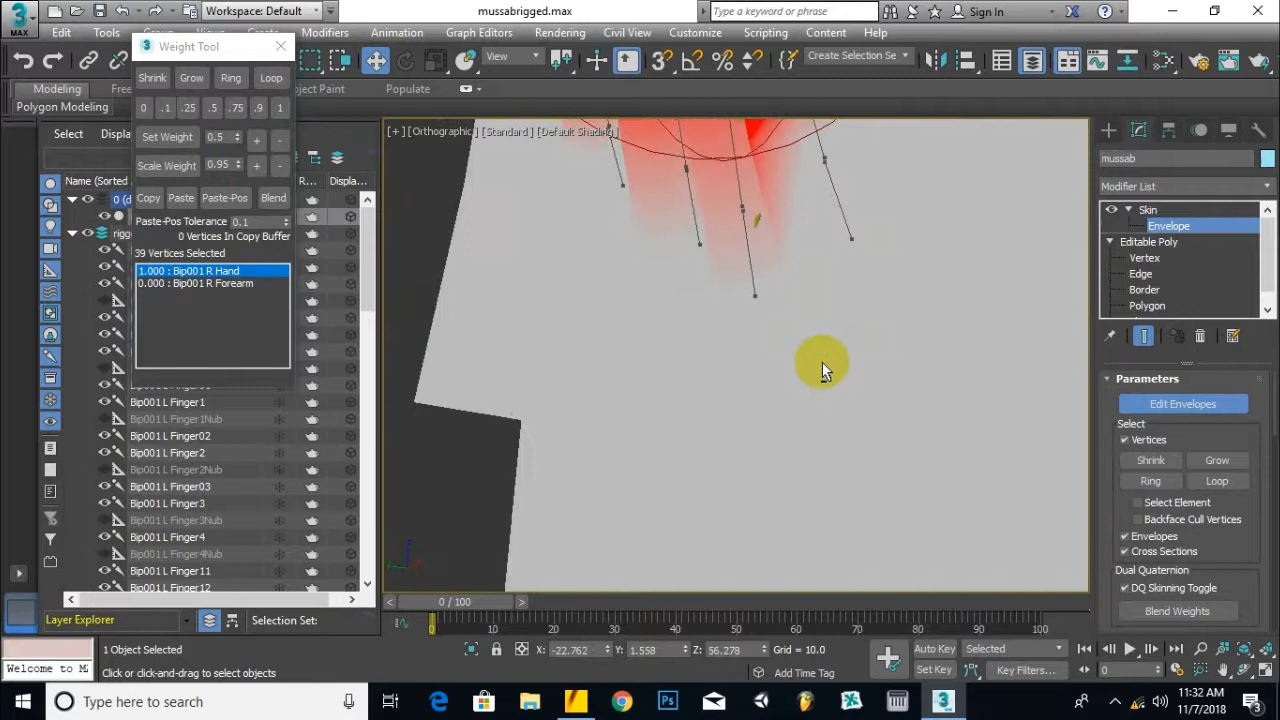 3
MAX
Workspace: Default
mussabrigged.max
Type a keyword or phrase
Sign In
Edit
Tools
Modifiers
Animation
Graph Editors
Rendering
Civil View
Customize
Scripting
Content
Weight Tool
View
Create Selection Se
Modeling
Populate
Polygon Modeling
Shrink
Grow
Ring
Loop
0
.1
.25
.5
.75
.9
1
Set Weight
0.5
+
-
Scale Weight
0.95
+
-
Copy
Paste
Paste-Pos
Blend
Paste-Pos Tolerance
0.1
0 Vertices In Copy Buffer
39 Vertices Selected
1.000 : Bip001 R Hand
0.000 : Bip001 R Forearm
Select
Name (Sorted
R...
Displa...
Bip001 L Finger1
Bip001 L Finger1Nub
Bip001 L Finger02
Bip001 L Finger2
Bip001 L Finger2Nub
Bip001 L Finger03
Bip001 L Finger3
Bip001 L Finger3Nub
Bip001 L Finger4
Bip001 L Finger4Nub
Bip001 L Finger11
Bip001 L Finger12
Layer Explorer
Selection Set:
[+] [Orthographic] [Standard] [Default Shading]
mussab
Modifier List
Skin
Envelope
Editable Poly
Vertex
Edge
Border
Polygon
Parameters
Edit Envelopes
Select
Vertices
Shrink
Grow
Ring
Loop
Select Element
Backface Cull Vertices
Envelopes
Cross Sections
Dual Quaternion
DQ Skinning Toggle
Blend Weights
0 / 100
0
10
20
30
40
50
60
70
80
90
100
1 Object Selected
X: -22.762
Y: 1.558
Z: 56.278
Grid = 10.0
Auto Key
Selected
Welcome to M
Click or click-and-drag to select objects
Add Time Tag
Set Key
Key Filters...
0
Type here to search
11:32 AM
11/7/2018